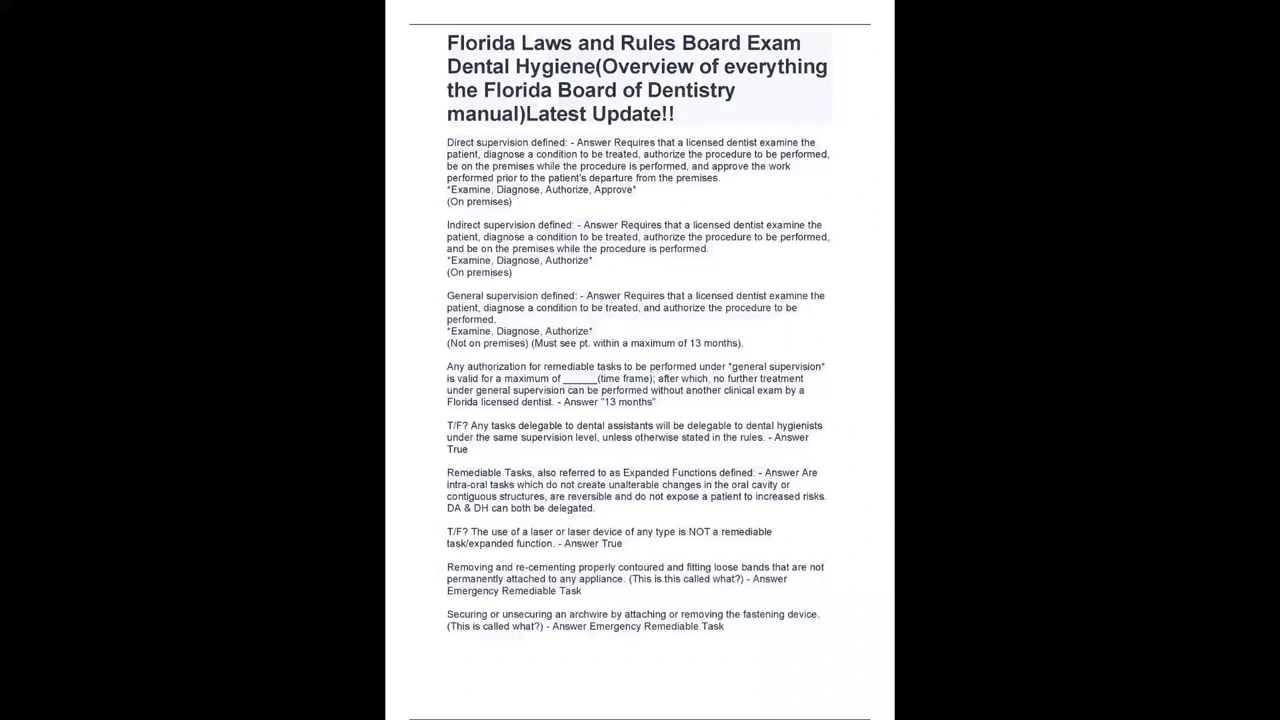 Florida Laws and Rules Board Exam
Dental Hygiene(Overview of everything
the Florida Board of Dentistry
manual)Latest Update!!
Direct supervision defined: - Answer Requires that a licensed dentist examine the
patient, diagnose a condition to be treated, authorize the procedure to be performed,
be on the premises while the procedure is performed, and approve the work
performed prior to the patient's departure from the premises.
*Examine, Diagnose, Authorize, Approve*
(On premises)
Indirect supervision defined: - Answer Requires that a licensed dentist examine the
patient, diagnose a condition to be treated, authorize the procedure to be performed,
and be on the premises while the procedure is performed.
*Examine, Diagnose, Authorize*
(On premises)
General supervision defined: - Answer Requires that a licensed dentist examine the
patient, diagnose a condition to be treated, and authorize the procedure to be
performed.
*Examine, Diagnose, Authorize*
(Not on premises) (Must see pt. within a maximum of 13 months).
Any authorization for remediable tasks to be performed under *general supervision*
is valid for a maximum of ______(time frame); after which, no further treatment
under general supervision can be performed without another clinical exam by a
Florida licensed dentist. - Answer "13 months"
T/F? Any tasks delegable to dental assistants will be delegable to dental hygienists
under the same supervision level, unless otherwise stated in the rules. - Answer
True
Remediable Tasks, also referred to as Expanded Functions defined: - Answer Are
intra-oral tasks which do not create unalterable changes in the oral cavity or
contiguous structures, are reversible and do not expose a patient to increased risks.
DA & DH can both be delegated.
T/F? The use of a laser or laser device of any type is NOT a remediable
task/expanded function. - Answer True
Removing and re-cementing properly contoured and fitting loose bands that are not
permanently attached to any appliance. (This is this called what?) - Answer
Emergency Remediable Task
Securing or unsecuring an archwire by attaching or removing the fastening device.
(This is called what?) - Answer Emergency Remediable Task